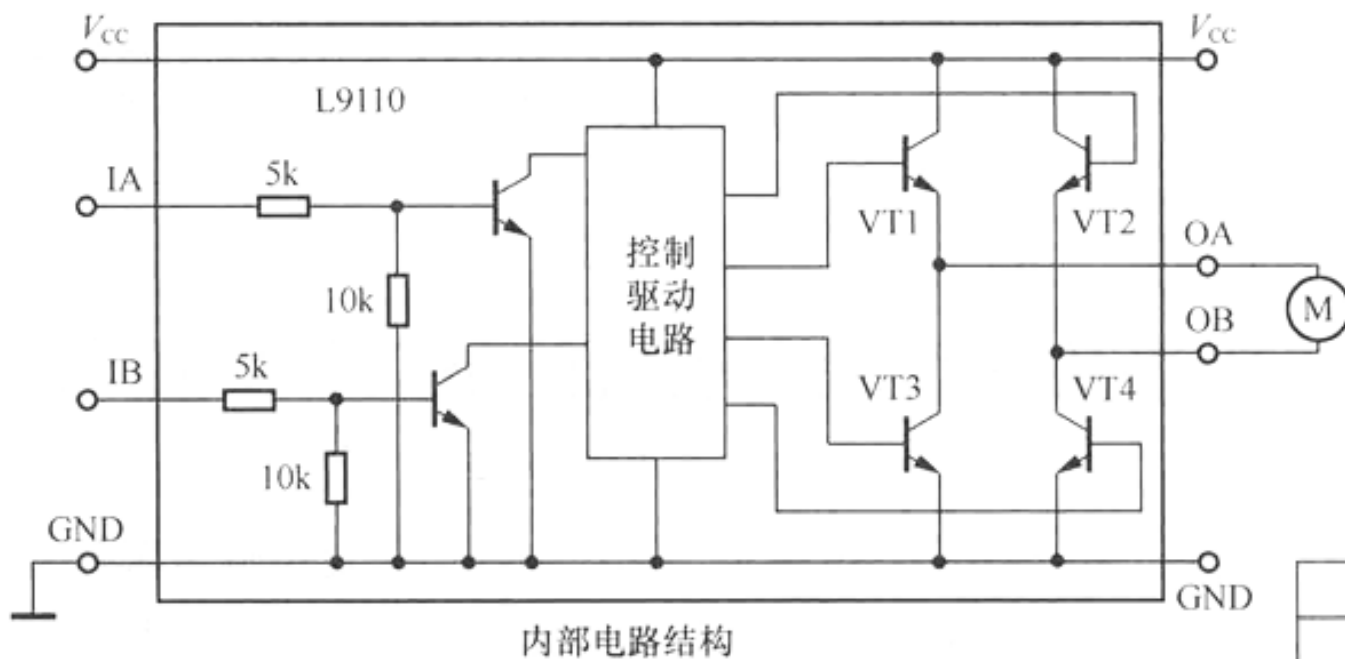 VCC
VCC
L9110
IA
5k
VT1
VT2
控制
驱动
电路
OA
10k
M
OB
IB
5k
VT3
VT4
10k
GND
GND
内部电路结构